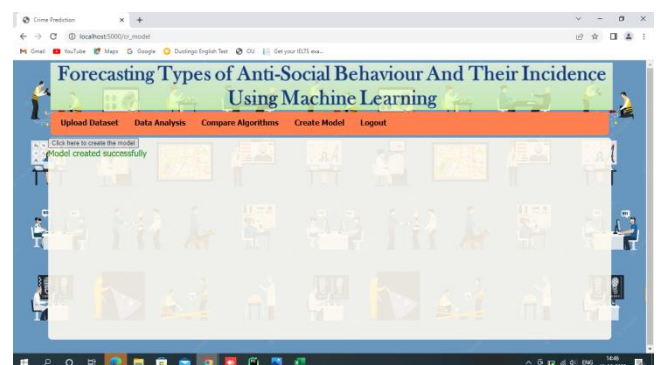 Crime Prediction
localhost:5000/cr_model
Gmail YouTube Maps Google Duolingo English Test OU Get your IELTS exa...
Forecasting Types of Anti-Social Behaviour And Their Incidence
Using Machine Learning
Upload Dataset Data Analysis Compare Algorithms Create Model Logout
Click here to create the model
Model created successfully
ENG 14:46